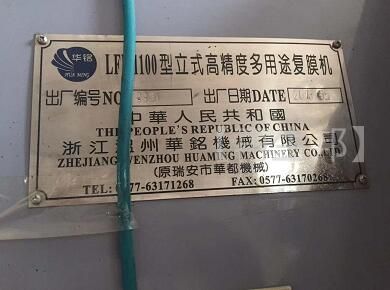 华铭
HUA MING
1100型立式高精度多用途复膜机
出厂编号NO 出厂日期DATE
中華人民共和國
THE PEOPLE'S REPUBLIC OF CHINA
浙江温州華銘機械有限公司
ZHEJIANG WENZHOU HUAMING MACHINERY CO.,LTD
(原瑞安市華都機械)
TEL: 0577-63171268 FAX: 0577-63170268